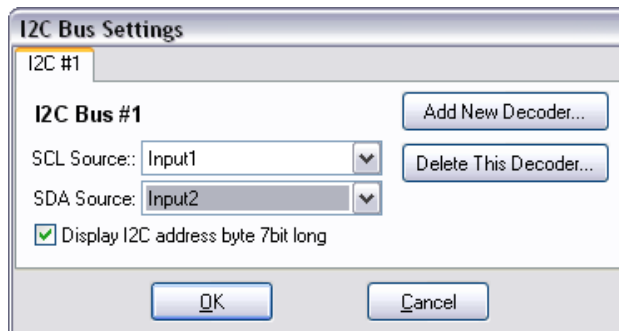 I2C Bus Settings
I2C #1
I2C Bus #1
Add New Decoder...
SCL Source:: Input1
Delete This Decoder...
SDA Source: Input2
Display I2C address byte 7bit long
OK
Cancel